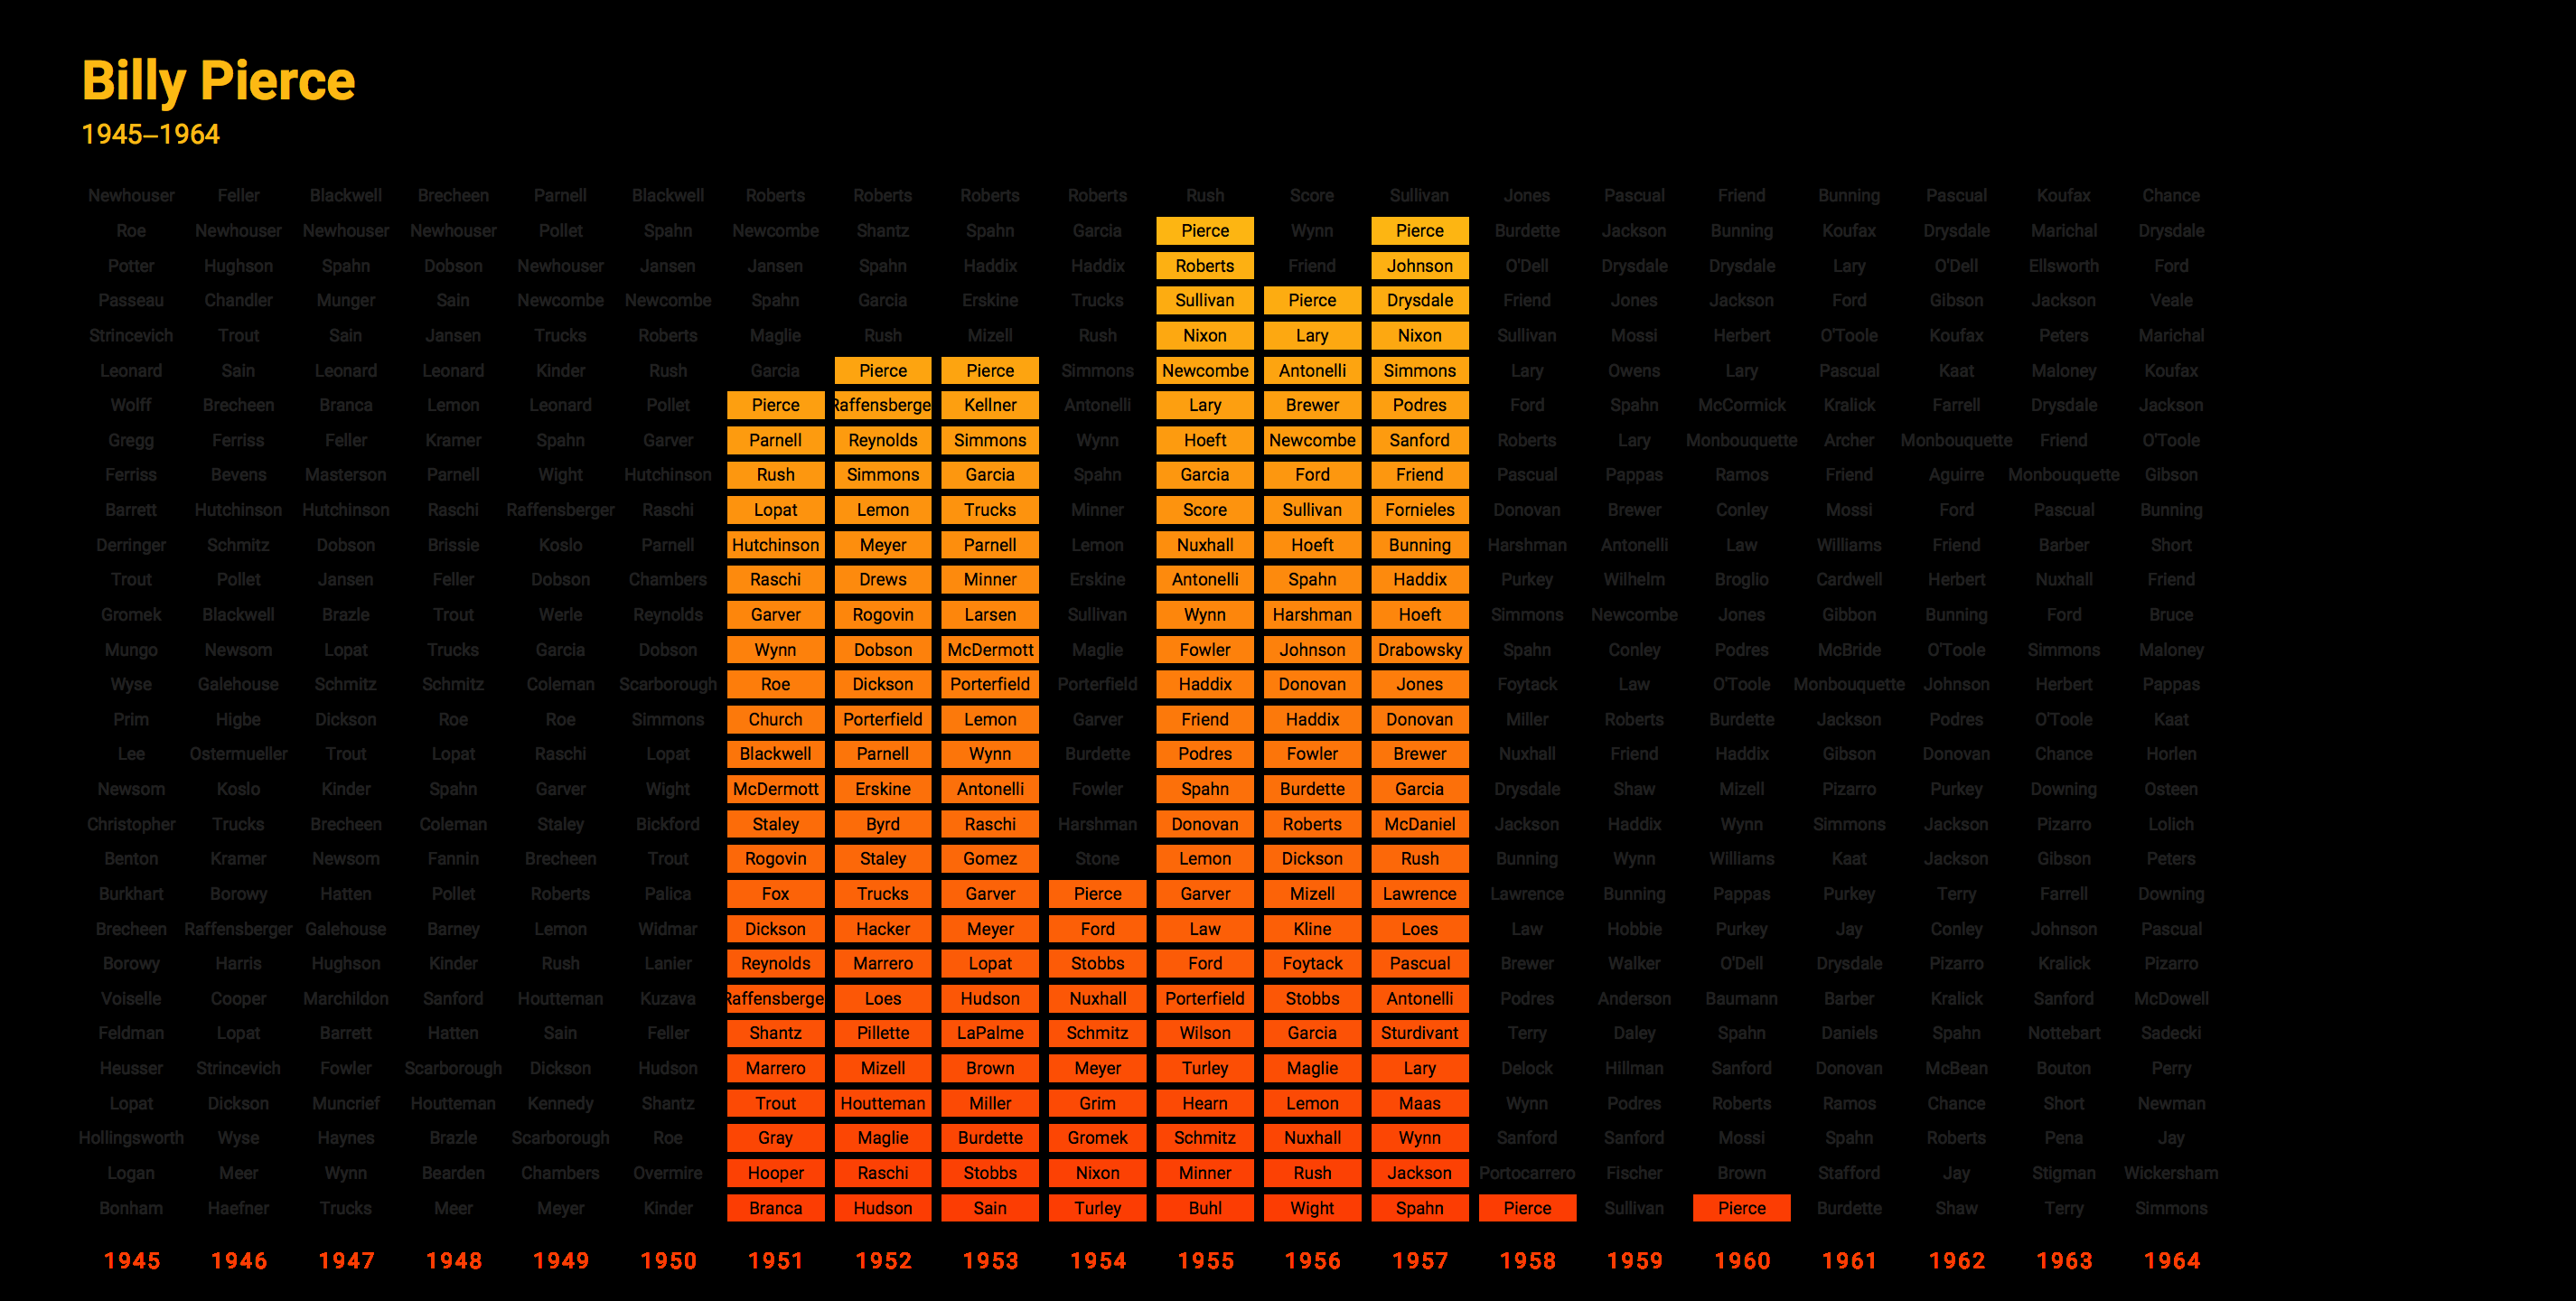 Billy Pierce
1945–1964
Newhouser Feller Blackwell Brecheen Parnell Blackwell Roberts Roberts Roberts Roberts Rush Score Sullivan Jones Pascual Friend Bunning Pascual Koufax Chance
Roe Newhouser Newhouser Newhouser Pollet Spahn Newcombe Shantz Spahn Garcia Pierce Wynn Pierce Burdette Jackson Bunning Koufax Drysdale Marichal Drysdale
Potter Hughson Spahn Dobson Newhouser Jansen Jansen Spahn Haddix Haddix Roberts Friend Johnson O'Dell Drysdale Drysdale Lary O'Dell Ellsworth Ford
Passeau Chandler Munger Sain Newcombe Newcombe Spahn Garcia Erskine Trucks Sullivan Pierce Drysdale Friend Jones Jackson Ford Gibson Jackson Veale
Strincevich Trout Sain Jansen Trucks Roberts Maglie Rush Mizell Rush Nixon Lary Nixon Sullivan Mossi Herbert O'Toole Koufax Peters Marichal
Leonard Sain Leonard Leonard Kinder Rush Garcia Pierce Pierce Simmons Newcombe Antonelli Simmons Lary Owens Lary Pascual Kaat Maloney Koufax
Wolff Brecheen Branca Lemon Leonard Pollet Pierce Raffensberge Kellner Antonelli Lary Brewer Podres Ford Spahn McCormick Kralick Farrell Drysdale Jackson
Gregg Ferriss Feller Kramer Spahn Garver Parnell Reynolds Simmons Wynn Hoeft Newcombe Sanford Roberts Lary Monbouquette Archer Monbouquette Friend O'Toole
Ferriss Bevens Masterson Parnell Wight Hutchinson Rush Simmons Garcia Spahn Garcia Ford Friend Pascual Pappas Ramos Friend Aguirre Monbouquette Gibson
Barrett Hutchinson Hutchinson Raschi Raffensberger Raschi Lopat Lemon Trucks Minner Score Sullivan Fornieles Donovan Brewer Conley Mossi Ford Pascual Bunning
Derringer Schmitz Dobson Brissie Koslo Parnell Hutchinson Meyer Parnell Lemon Nuxhall Hoeft Bunning Harshman Antonelli Law Williams Friend Barber Short
Trout Pollet Jansen Feller Dobson Chambers Raschi Drews Minner Erskine Antonelli Spahn Haddix Purkey Wilhelm Broglio Cardwell Herbert Nuxhall Friend
Gromek Blackwell Brazle Trout Werle Reynolds Garver Rogovin Larsen Sullivan Wynn Harshman Hoeft Simmons Newcombe Jones Gibbon Bunning Ford Bruce
Mungo Newsom Lopat Trucks Garcia Dobson Wynn Dobson McDermott Maglie Fowler Johnson Drabowsky Spahn Conley Podres McBride O'Toole Simmons Maloney
Wyse Galehouse Schmitz Schmitz Coleman Scarborough Roe Dickson Porterfield Porterfield Haddix Donovan Jones Foytack Law O'Toole Monbouquette Johnson Herbert Pappas
Prim Higbe Dickson Roe Roe Simmons Church Porterfield Lemon Garver Friend Haddix Donovan Miller Roberts Burdette Jackson Podres O'Toole Kaat
Lee Ostermueller Trout Lopat Raschi Lopat Blackwell Parnell Wynn Burdette Podres Fowler Brewer Nuxhall Friend Haddix Gibson Donovan Chance Horlen
Newsom Koslo Kinder Spahn Garver Wight McDermott Erskine Antonelli Fowler Spahn Burdette Garcia Drysdale Shaw Mizell Pizarro Purkey Downing Osteen
Christopher Trucks Brecheen Coleman Staley Bickford Staley Byrd Raschi Harshman Donovan Roberts McDaniel Jackson Haddix Wynn Simmons Jackson Pizarro Lolich
Benton Kramer Newsom Fannin Brecheen Trout Rogovin Staley Gomez Stone Lemon Dickson Rush Bunning Wynn Williams Kaat Jackson Gibson Peters
Burkhart Borowy Hatten Pollet Roberts Palica Fox Trucks Garver Pierce Garver Mizell Lawrence Lawrence Bunning Pappas Purkey Terry Farrell Downing
Brecheen Raffensberger Galehouse Barney Lemon Widmar Dickson Hacker Meyer Ford Law Kline Loes Law Hobbie Purkey Jay Conley Johnson Pascual
Borowy Harris Hughson Kinder Rush Lanier Reynolds Marrero Lopat Stobbs Ford Foytack Pascual Brewer Walker O'Dell Drysdale Pizarro Kralick Pizarro
Voiselle Cooper Marchildon Sanford Houtteman Kuzava Raffensberge Loes Hudson Nuxhall Porterfield Stobbs Antonelli Podres Anderson Baumann Barber Kralick Sanford McDowell
Feldman Lopat Barrett Hatten Sain Feller Shantz Pillette LaPalme Schmitz Wilson Garcia Sturdivant Terry Daley Spahn Daniels Spahn Nottebart Sadecki
Heusser Strincevich Fowler Scarborough Dickson Hudson Marrero Mizell Brown Meyer Turley Maglie Lary Delock Hillman Sanford Donovan McBean Bouton Perry
Lopat Dickson Muncrief Houtteman Kennedy Shantz Trout Houtteman Miller Grim Hearn Lemon Maas Wynn Podres Roberts Ramos Chance Short Newman
Hollingsworth Wyse Haynes Brazle Scarborough Roe Gray Maglie Burdette Gromek Schmitz Nuxhall Wynn Sanford Sanford Mossi Spahn Roberts Pena Jay
Logan Meer Wynn Bearden Chambers Overmire Hooper Raschi Stobbs Nixon Minner Rush Jackson Portocarrero Fischer Brown Stafford Jay Stigman Wickersham
Bonham Haefner Trucks Meer Meyer Kinder Branca Hudson Sain Turley Buhl Wight Spahn Pierce Sullivan Pierce Burdette Shaw Terry Simmons
1945 1946 1947 1948 1949 1950 1951 1952 1953 1954 1955 1956 1957 1958 1959 1960 1961 1962 1963 1964